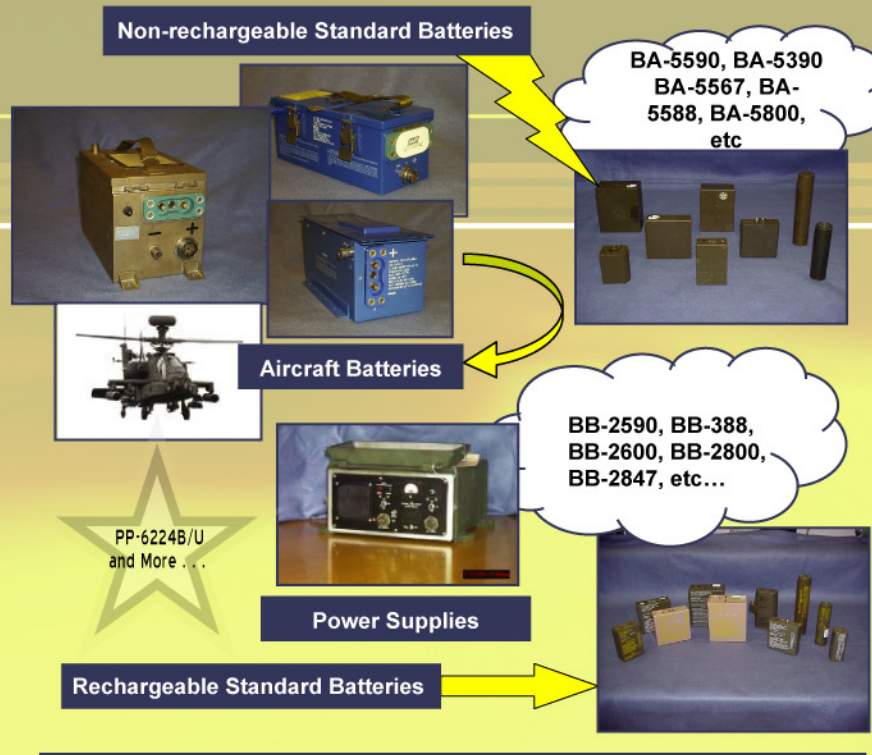 Non-rechargeable Standard Batteries
BA-5590, BA-5390
BA-5567, BA-
5588, BA-5800,
etc
Aircraft Batteries
BB-2590, BB-388,
BB-2600, BB-2800,
BB-2847, etc…
PP-6224B/U
and More . . .
Power Supplies
Rechargeable Standard Batteries